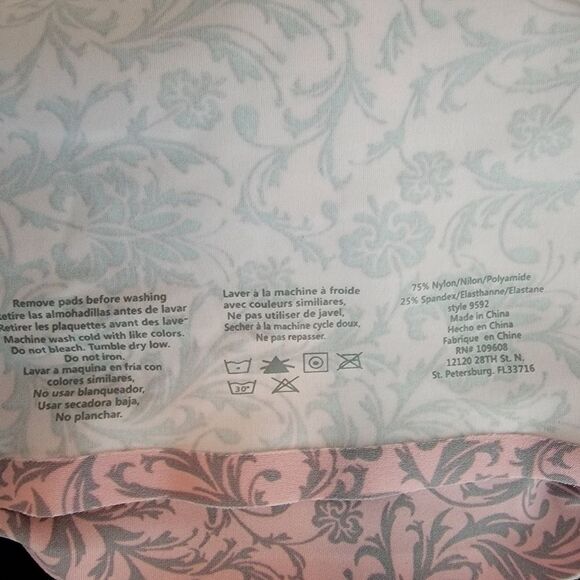 Remove pads before washing
Retire las almohadillas antes de lavar
Retirer les plaquettes avant des lave-
Machine wash cold with like colors.
Do not bleach. Tumble dry low.
Do not iron.
Lavar a maquina en fria con
colores similares,
No usar blanqueador,
Usar secadora baja,
No planchar.
Laver à la machine à froide
avec couleurs similiares,
Ne pas utiliser de javel,
Secher à la machine cycle doux,
Ne pas repasser.
30°
75% Nylon/Nilon/Polyamide
25% Spandex/Elasthanne/Elastane
style 9592
Made in China
Hecho en China
Fabrique en China
RN# 109608
12120 28TH St. N.
St. Petersburg. FL33716